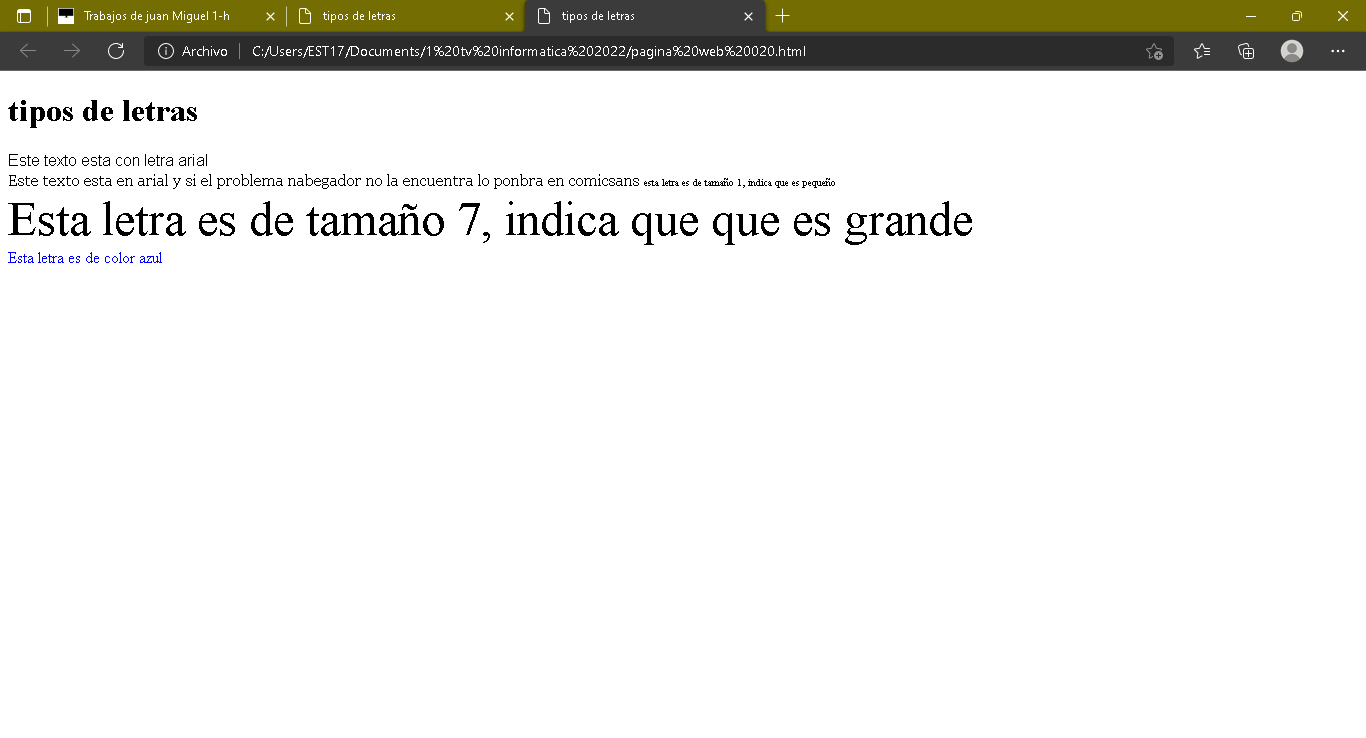 Trabajos de juan Miguel 1-h
tipos de letras
tipos de letras
Archivo C:/Users/EST17/Documents/1%20tv%20informatica%202022/pagina%20web%20020.html
tipos de letras
Este texto esta con letra arial
Este texto esta en arial y si el problema nabegador no la encuentra lo ponbra en comicsans esta letra es de tamaño 1, indica que es pequeño
Esta letra es de tamaño 7, indica que que es grande
Esta letra es de color azul